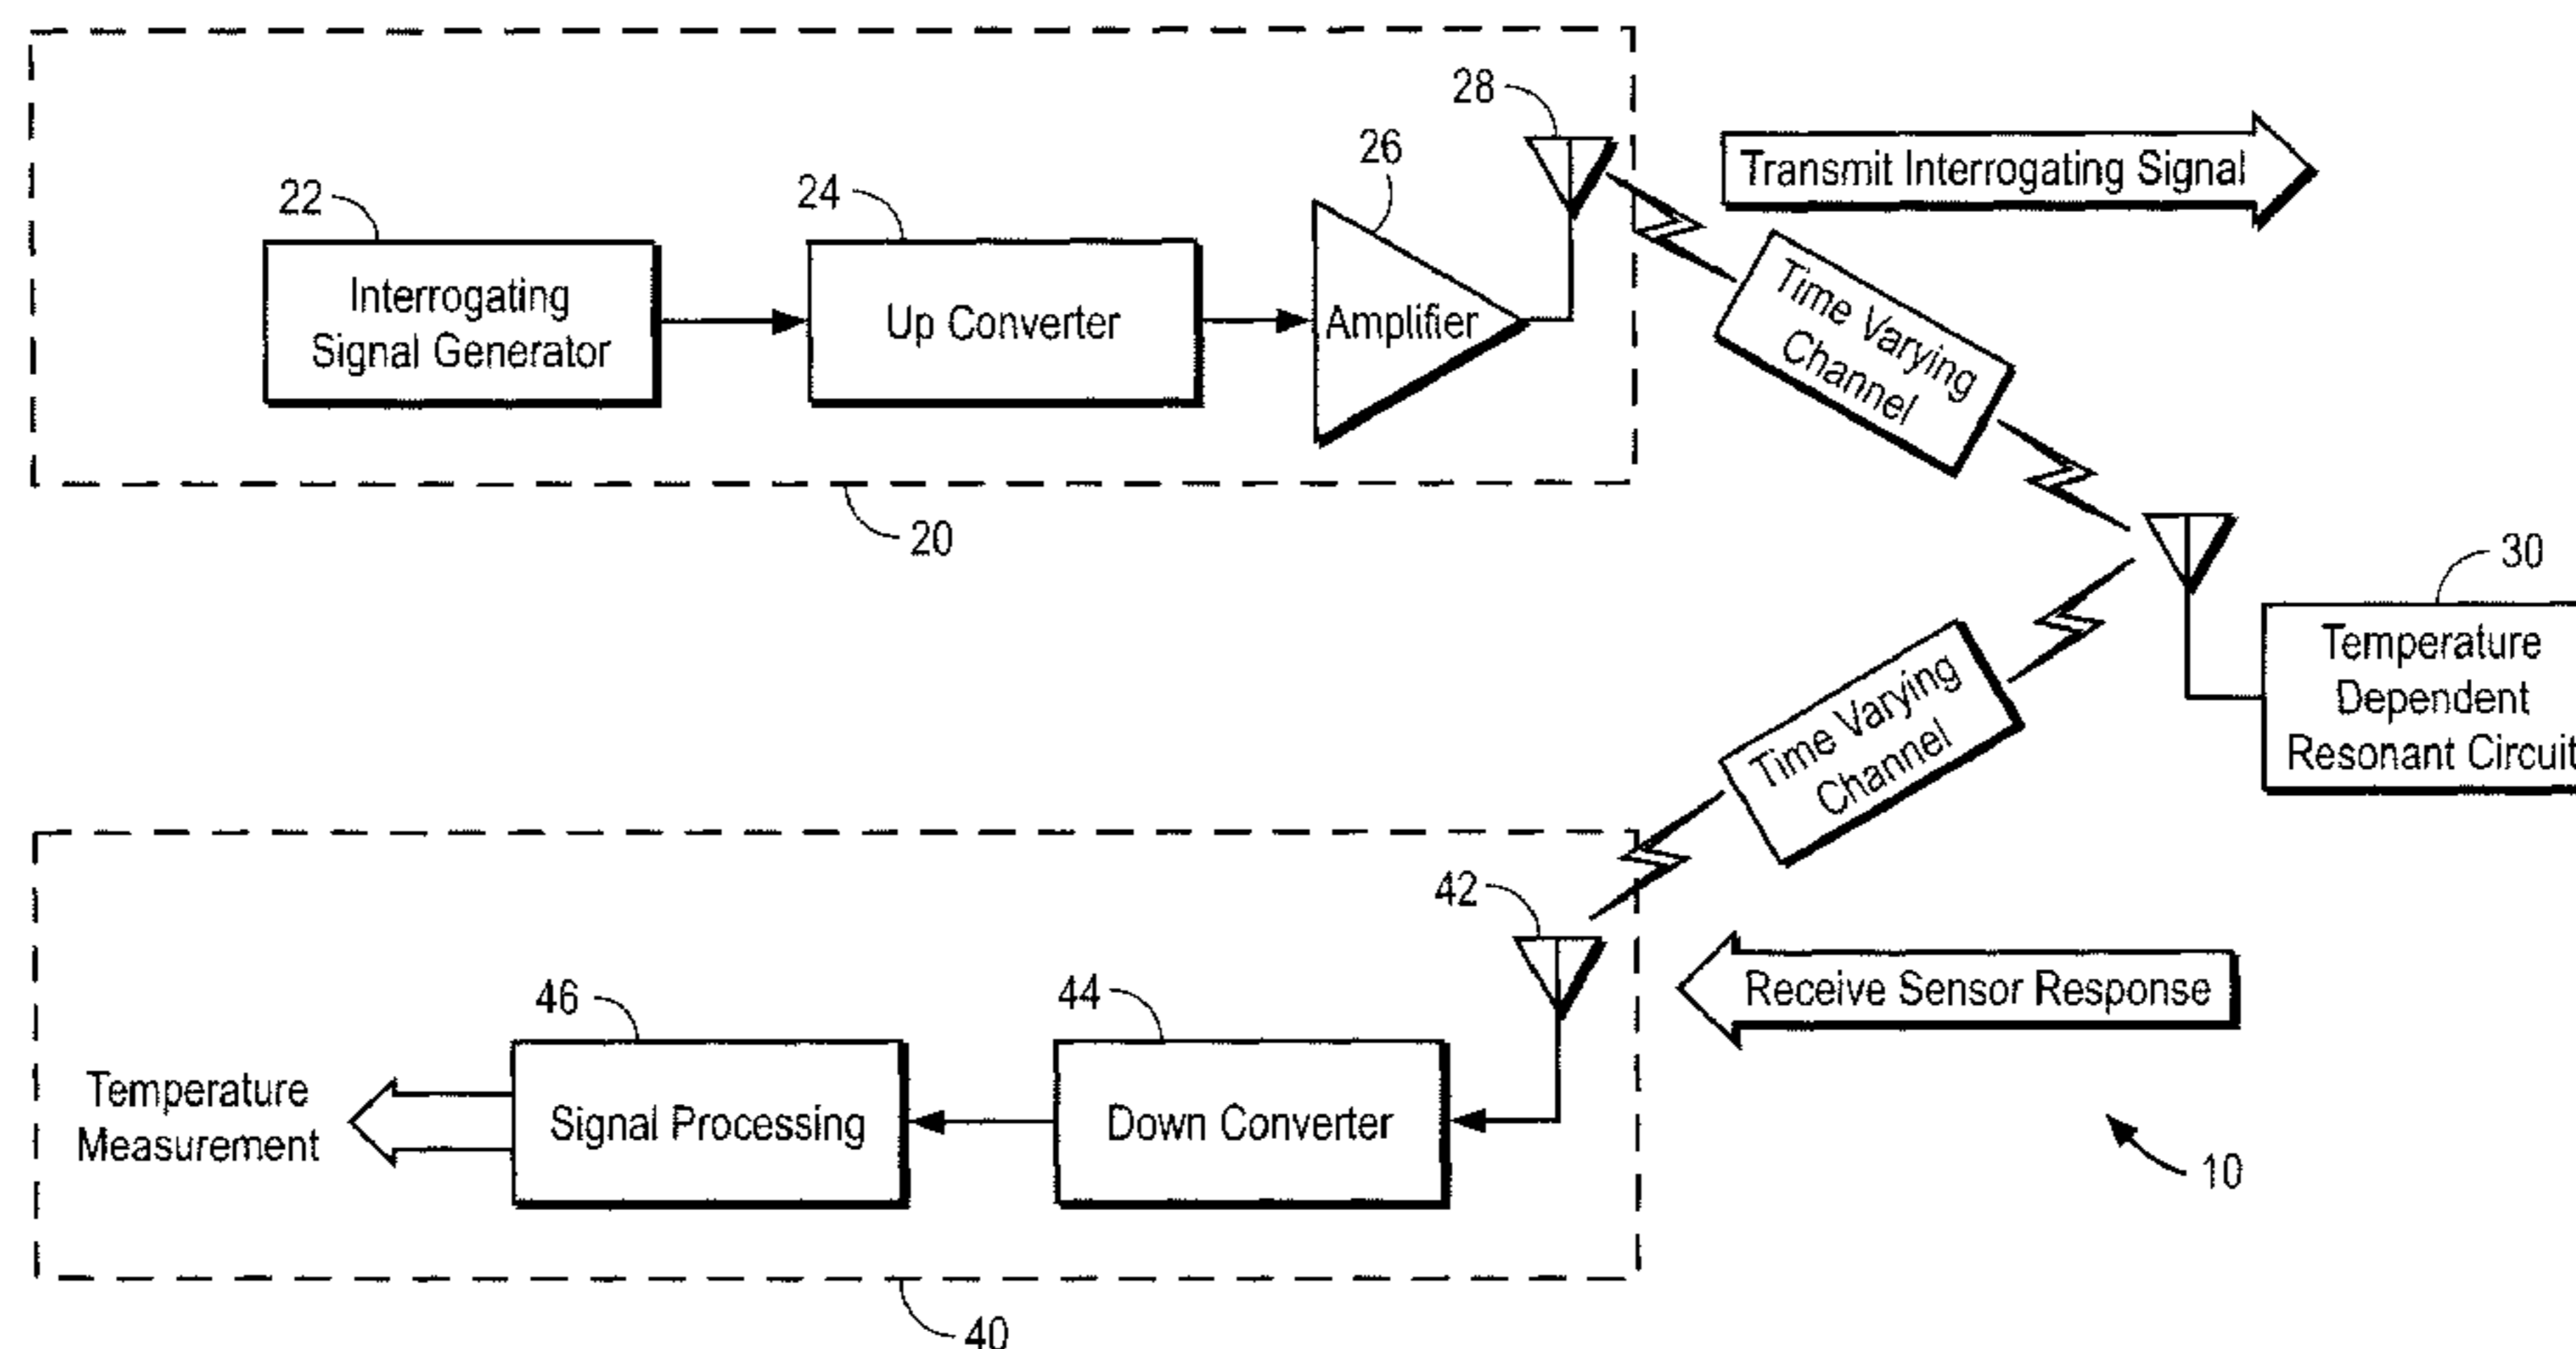 28
Transmit Interrogating Signal
26
22
24
Interrogating
Signal Generator
Up Converter
Amplifier
Time Varying
Channel
20
30
Temperature
Dependent
Resonant Circuit
Time Varying
Channel
42
Receive Sensor Response
46
44
Temperature
Measurement
Signal Processing
Down Converter
10
40